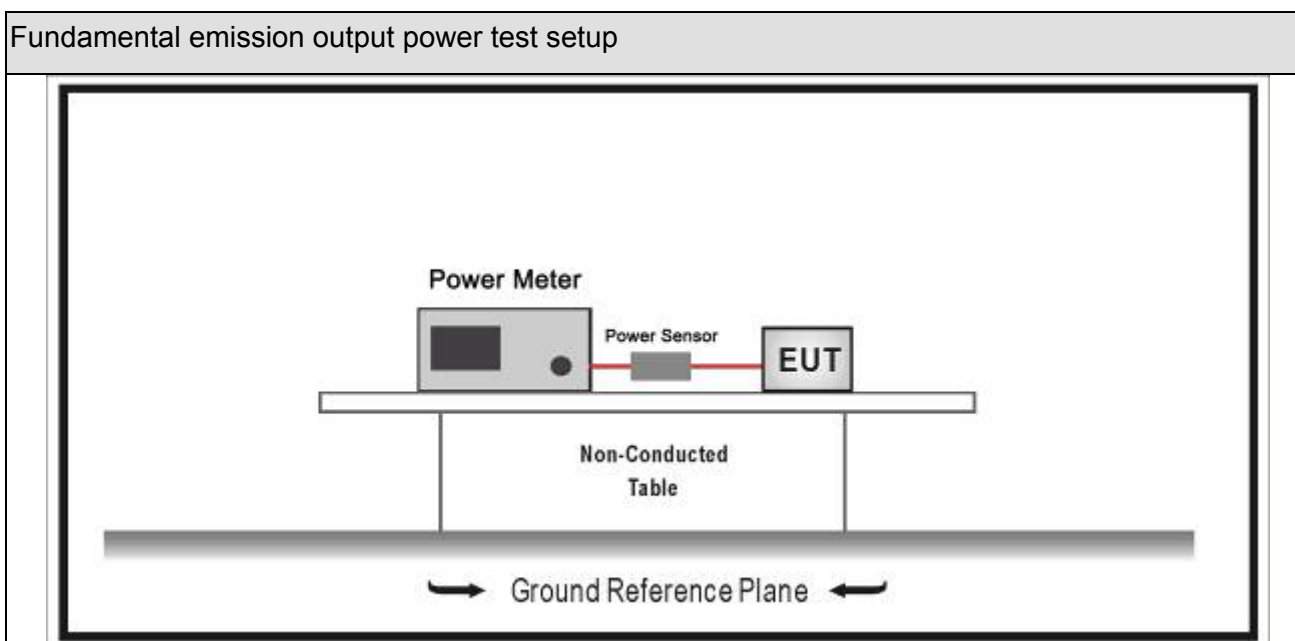 Fundamental emission output power test setup
Power Meter
Power Sensor
EUT
Non-Conducted
Table
Ground Reference Plane